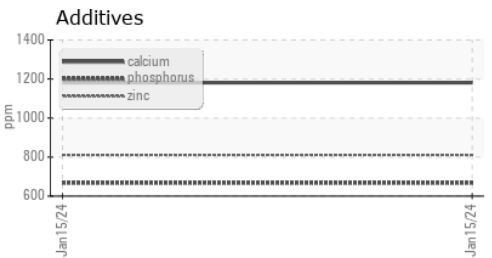 Additives
1400
1200
1000
800
600
ppm
calcium
phosphorus
zinc
Jan15/24
Jan15/24